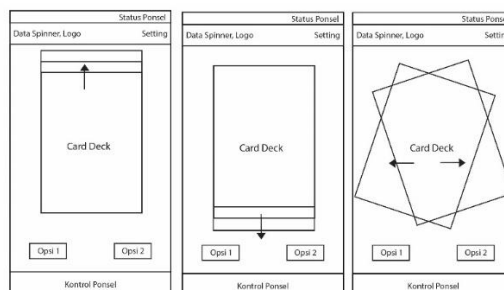 Status Ponsel
Data Spinner, Logo Setting
Card Deck
Opsi 1 Opsi 2
Kontrol Ponsel
Status Ponsel
Data Spinner, Logo Setting
Card Deck
Opsi 1 Opsi 2
Kontrol Ponsel
Status Ponsel
Data Spinner, Logo Setting
Card Deck
Opsi 1 Opsi 2
Kontrol Ponsel